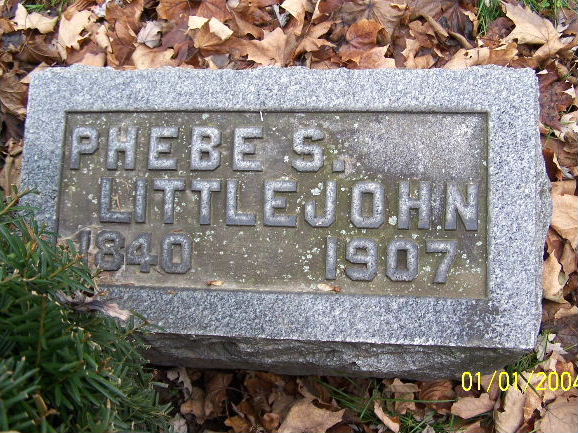 PHEBE S.
LITTLEJOHN
1840 1907
01/01/2004